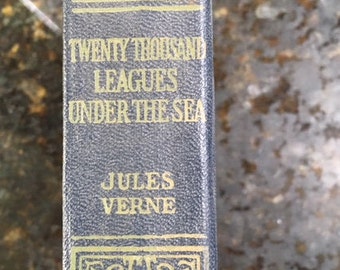 TWENTY THOUSAND
LEAGUES
UNDER THE SEA
JULES
VERNE